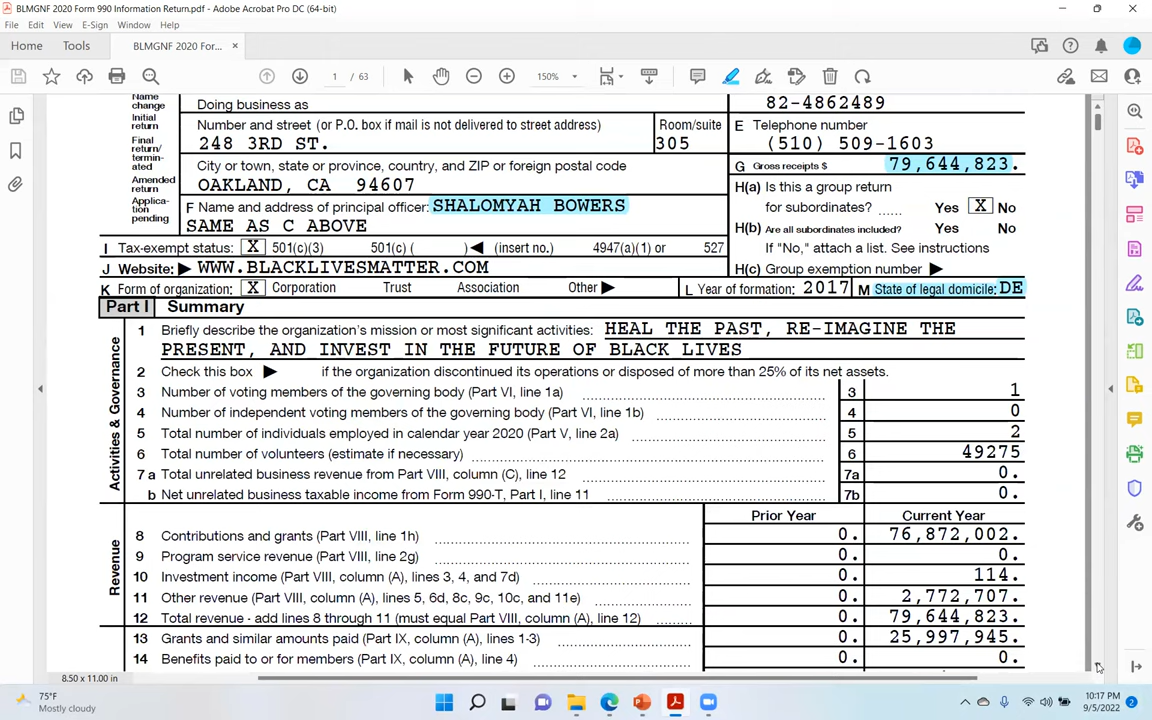 BLMGNF 2020 Form 990 Information Return.pdf - Adobe Acrobat Pro DC (64-bit)
File Edit View E-Sign Window Help
Home Tools BLMGNF 2020 For... ×
1 / 63 150%
Name change
Initial return
Final return/ termin- ated
Amended return
Applica- tion pending
Doing business as
82-4862489
Number and street (or P.O. box if mail is not delivered to street address) Room/suite E Telephone number
248 3RD ST. 305 (510) 509-1603
City or town, state or province, country, and ZIP or foreign postal code G Gross receipts $ 79,644,823.
OAKLAND, CA 94607 H(a) Is this a group return
F Name and address of principal officer: SHALOMYAH BOWERS for subordinates? ...... Yes X No
SAME AS C ABOVE H(b) Are all subordinates included? Yes No
I Tax-exempt status: X 501(c)(3) 501(c) ( ) ◀ (insert no.) 4947(a)(1) or 527 If "No," attach a list. See instructions
J Website: ▶ WWW.BLACKLIVESMATTER.COM H(c) Group exemption number ▶
K Form of organization: X Corporation Trust Association Other ▶ L Year of formation: 2017 M State of legal domicile: DE
Part I Summary
Activities & Governance
1 Briefly describe the organization's mission or most significant activities: HEAL THE PAST, RE-IMAGINE THE
PRESENT, AND INVEST IN THE FUTURE OF BLACK LIVES
2 Check this box ▶ if the organization discontinued its operations or disposed of more than 25% of its net assets.
3 Number of voting members of the governing body (Part VI, line 1a) 3 1
4 Number of independent voting members of the governing body (Part VI, line 1b) 4 0
5 Total number of individuals employed in calendar year 2020 (Part V, line 2a) 5 2
6 Total number of volunteers (estimate if necessary) 6 49275
7 a Total unrelated business revenue from Part VIII, column (C), line 12 7a 0.
b Net unrelated business taxable income from Form 990-T, Part I, line 11 7b 0.
Prior Year Current Year
Revenue
8 Contributions and grants (Part VIII, line 1h) 0. 76,872,002.
9 Program service revenue (Part VIII, line 2g) 0. 0.
10 Investment income (Part VIII, column (A), lines 3, 4, and 7d) 0. 114.
11 Other revenue (Part VIII, column (A), lines 5, 6d, 8c, 9c, 10c, and 11e) 0. 2,772,707.
12 Total revenue - add lines 8 through 11 (must equal Part VIII, column (A), line 12) 0. 79,644,823.
13 Grants and similar amounts paid (Part IX, column (A), lines 1-3) 0. 25,997,945.
14 Benefits paid to or for members (Part IX, column (A), line 4) 0. 0.
8.50 x 11.00 in
75°F
Mostly cloudy
10:17 PM
9/5/2022
2